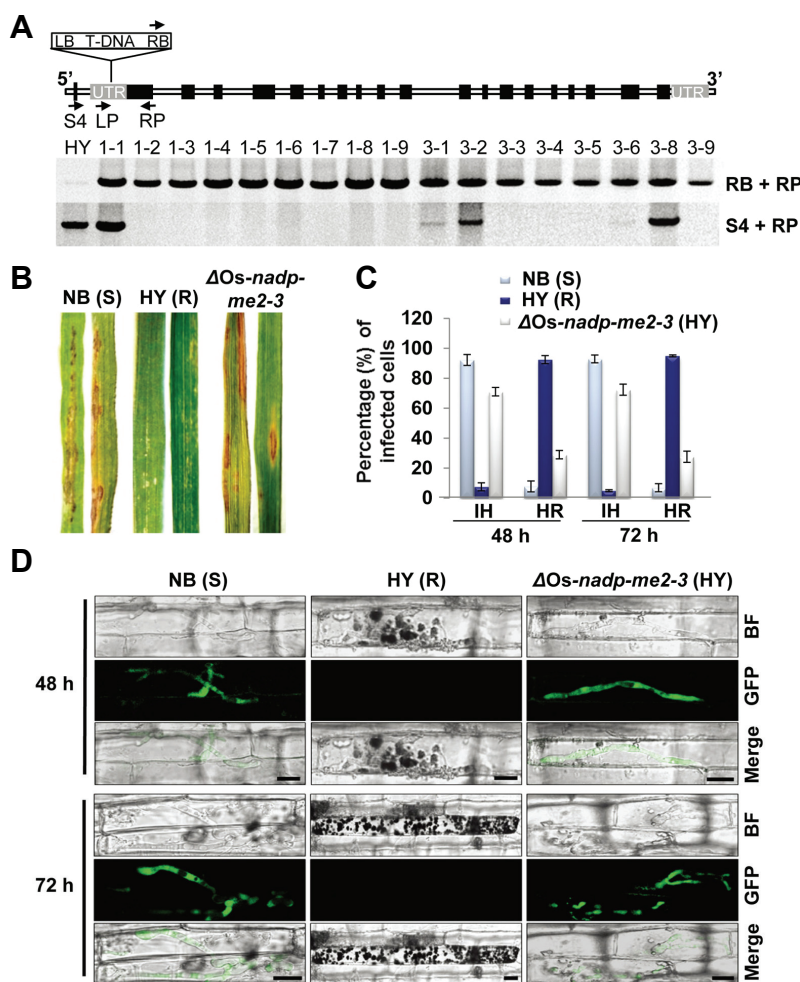 A
LB T-DNA RB
5' UTR UTR 3'
S4 LP RP
HY 1-1 1-2 1-3 1-4 1-5 1-6 1-7 1-8 1-9 3-1 3-2 3-3 3-4 3-5 3-6 3-8 3-9
RB + RP
S4 + RP
B
NB (S) HY (R) ΔOs-nadp-
me2-3
C
NB (S)
HY (R)
ΔOs-nadp-me2-3 (HY)
Percentage (%) of
infected cells
120
100
80
60
40
20
0
IH HR IH HR
48 h 72 h
D
NB (S) HY (R) ΔOs-nadp-me2-3 (HY)
48 h
BF
GFP
Merge
72 h
BF
GFP
Merge